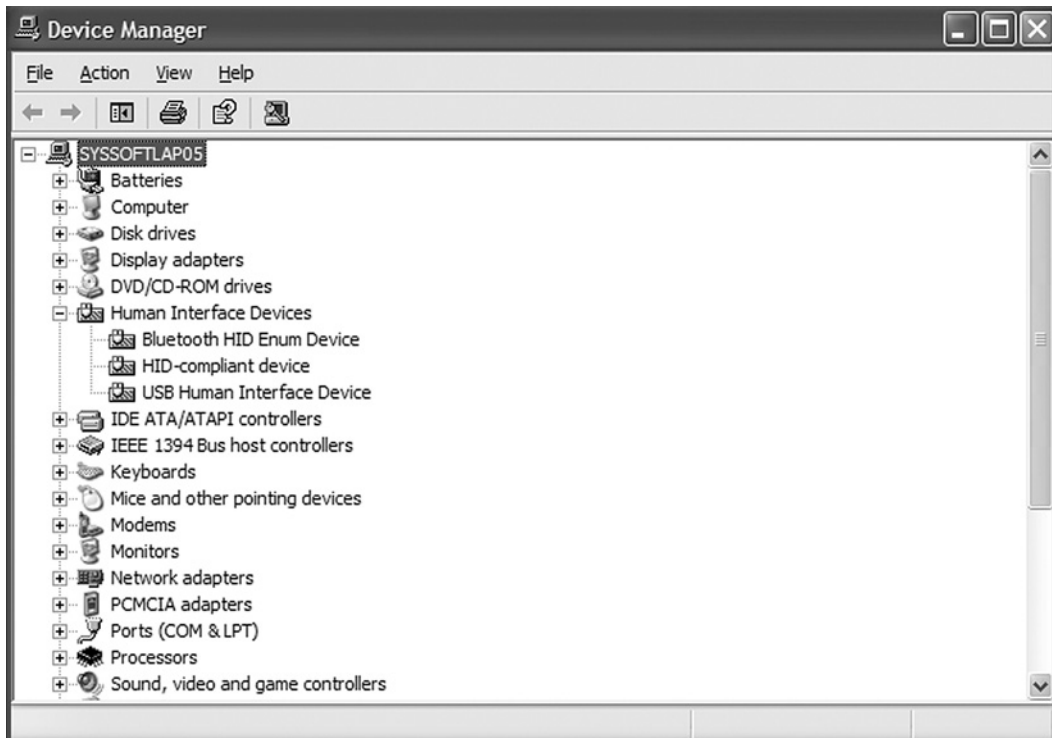 Device Manager
File Action View Help
SYSSOFTLAP05
Batteries
Computer
Disk drives
Display adapters
DVD/CD-ROM drives
Human Interface Devices
Bluetooth HID Enum Device
HID-compliant device
USB Human Interface Device
IDE ATA/ATAPI controllers
IEEE 1394 Bus host controllers
Keyboards
Mice and other pointing devices
Modems
Monitors
Network adapters
PCMCIA adapters
Ports (COM & LPT)
Processors
Sound, video and game controllers